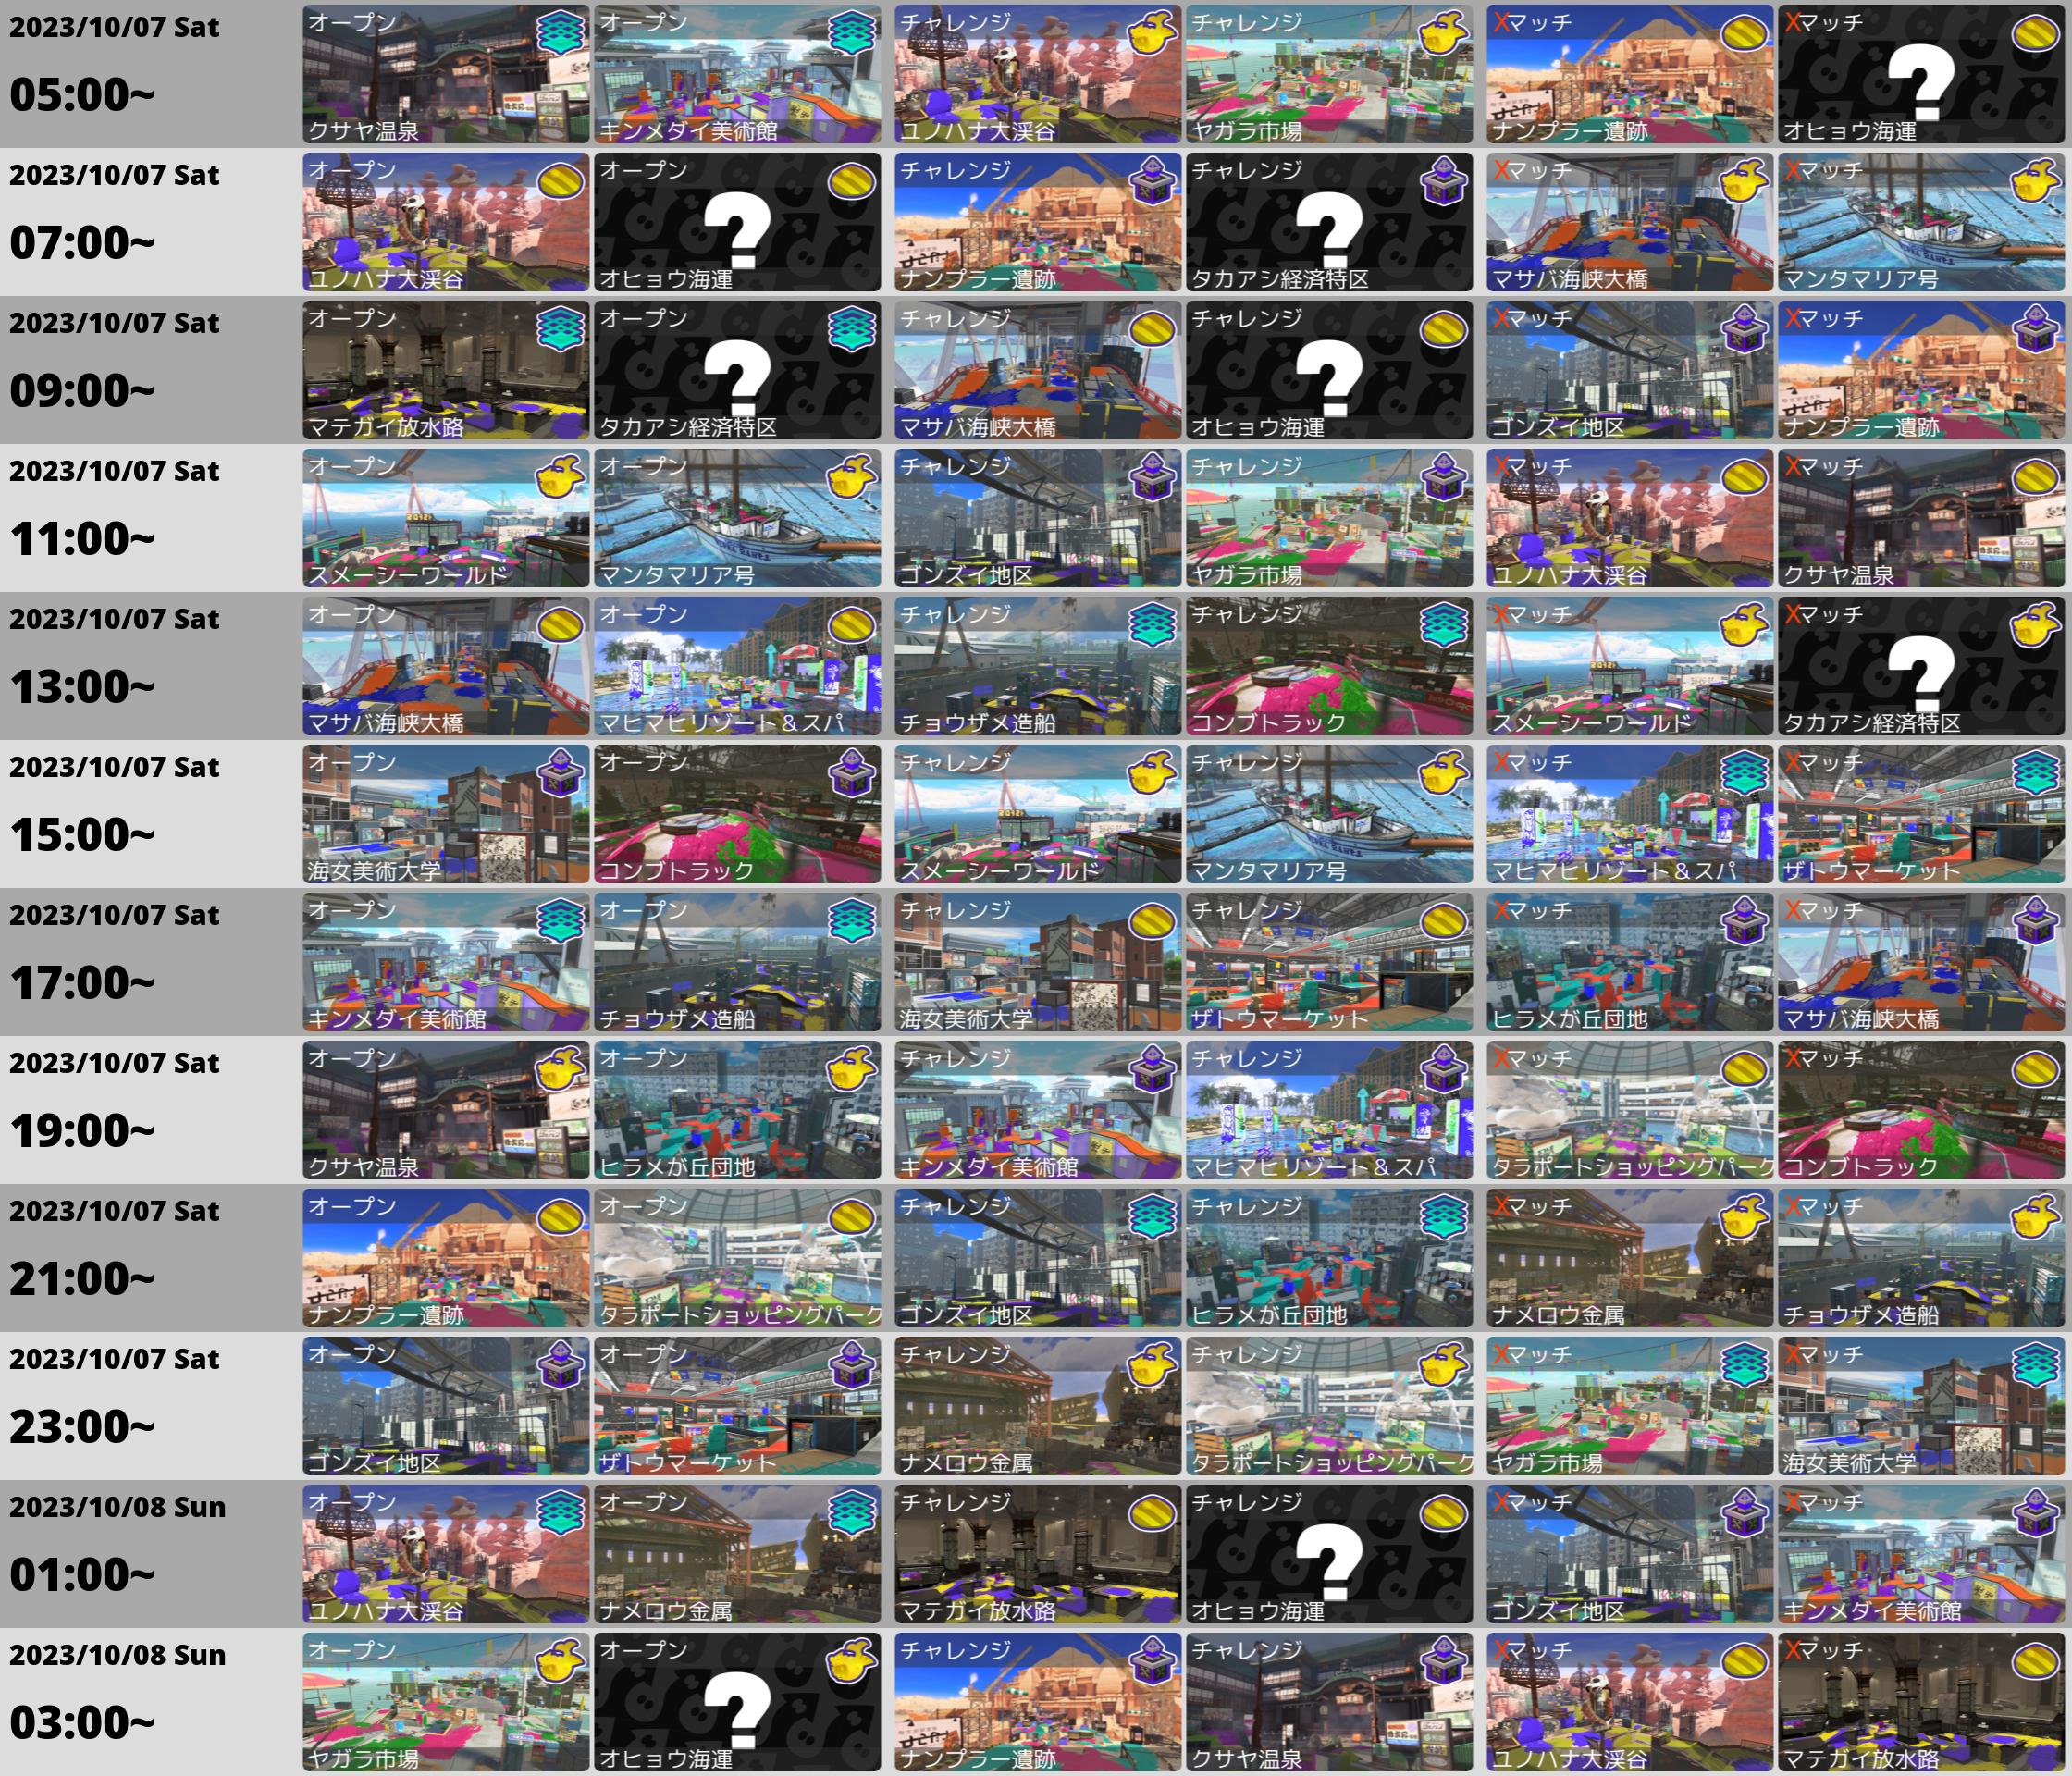 2023/10/07 Sat
05:00~
オープン オープン チャレンジ チャレンジ Xマッチ Xマッチ
クサヤ温泉 キンメダイ美術館 ユノハナ大渓谷 ヤガラ市場 ナンプラー遺跡 オヒョウ海運
2023/10/07 Sat
07:00~
オープン オープン チャレンジ チャレンジ Xマッチ Xマッチ
ユノハナ大渓谷 オヒョウ海運 ナンプラー遺跡 タカアシ経済特区 マサバ海峡大橋 マンタマリア号
2023/10/07 Sat
09:00~
オープン オープン チャレンジ チャレンジ Xマッチ Xマッチ
マテガイ放水路 タカアシ経済特区 マサバ海峡大橋 オヒョウ海運 ゴンズイ地区 ナンプラー遺跡
2023/10/07 Sat
11:00~
オープン オープン チャレンジ チャレンジ Xマッチ Xマッチ
スメーシーワールド マンタマリア号 ゴンズイ地区 ヤガラ市場 ユノハナ大渓谷 クサヤ温泉
2023/10/07 Sat
13:00~
オープン オープン チャレンジ チャレンジ Xマッチ Xマッチ
マサバ海峡大橋 マヒマヒリゾート＆スパ チョウザメ造船 コンブトラック スメーシーワールド タカアシ経済特区
2023/10/07 Sat
15:00~
オープン オープン チャレンジ チャレンジ Xマッチ Xマッチ
海女美術大学 コンブトラック スメーシーワールド マンタマリア号 マヒマヒリゾート＆スパ ザトウマーケット
2023/10/07 Sat
17:00~
オープン オープン チャレンジ チャレンジ Xマッチ Xマッチ
キンメダイ美術館 チョウザメ造船 海女美術大学 ザトウマーケット ヒラメが丘団地 マサバ海峡大橋
2023/10/07 Sat
19:00~
オープン オープン チャレンジ チャレンジ Xマッチ Xマッチ
クサヤ温泉 ヒラメが丘団地 キンメダイ美術館 マヒマヒリゾート＆スパ タラポートショッピングパーク コンブトラック
2023/10/07 Sat
21:00~
オープン オープン チャレンジ チャレンジ Xマッチ Xマッチ
ナンプラー遺跡 タラポートショッピングパーク ゴンズイ地区 ヒラメが丘団地 ナメロウ金属 チョウザメ造船
2023/10/07 Sat
23:00~
オープン オープン チャレンジ チャレンジ Xマッチ Xマッチ
ゴンズイ地区 ザトウマーケット ナメロウ金属 タラポートショッピングパーク ヤガラ市場 海女美術大学
2023/10/08 Sun
01:00~
オープン オープン チャレンジ チャレンジ Xマッチ Xマッチ
ユノハナ大渓谷 ナメロウ金属 マテガイ放水路 オヒョウ海運 ゴンズイ地区 キンメダイ美術館
2023/10/08 Sun
03:00~
オープン オープン チャレンジ チャレンジ Xマッチ Xマッチ
ヤガラ市場 オヒョウ海運 ナンプラー遺跡 クサヤ温泉 ユノハナ大渓谷 マテガイ放水路